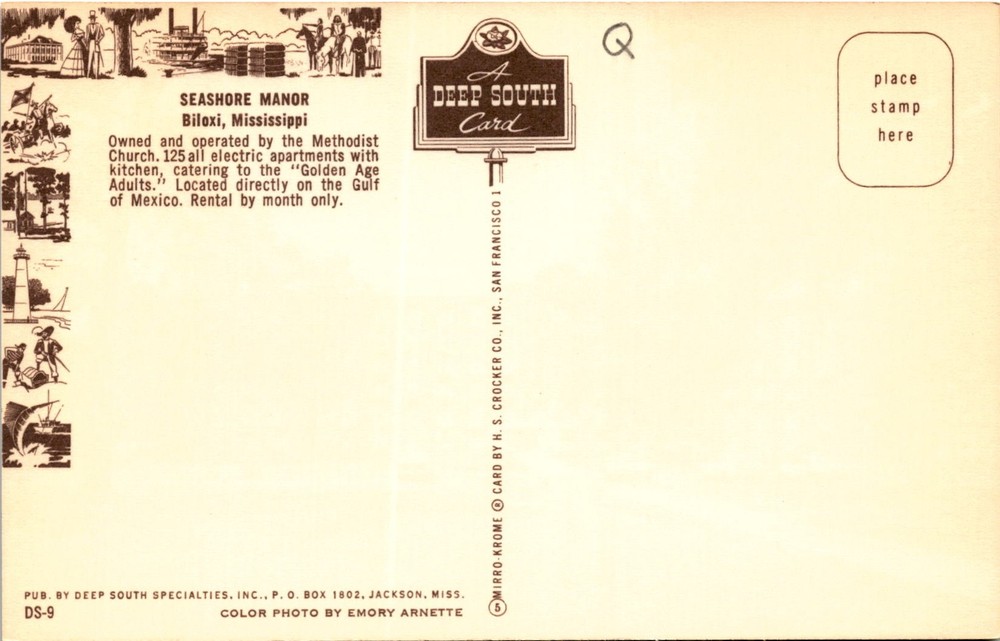 SEASHORE MANOR
Biloxi, Mississippi
Owned and operated by the Methodist
Church. 125 all electric apartments with
kitchen, catering to the "Golden Age
Adults." Located directly on the Gulf
of Mexico. Rental by month only.
A
DEEP SOUTH
Card
Q
place
stamp
here
5 MIRRO-KROME ® CARD BY H. S. CROCKER CO., INC., SAN FRANCISCO 1
PUB. BY DEEP SOUTH SPECIALTIES, INC., P. O. BOX 1802, JACKSON, MISS.
DS-9
COLOR PHOTO BY EMORY ARNETTE